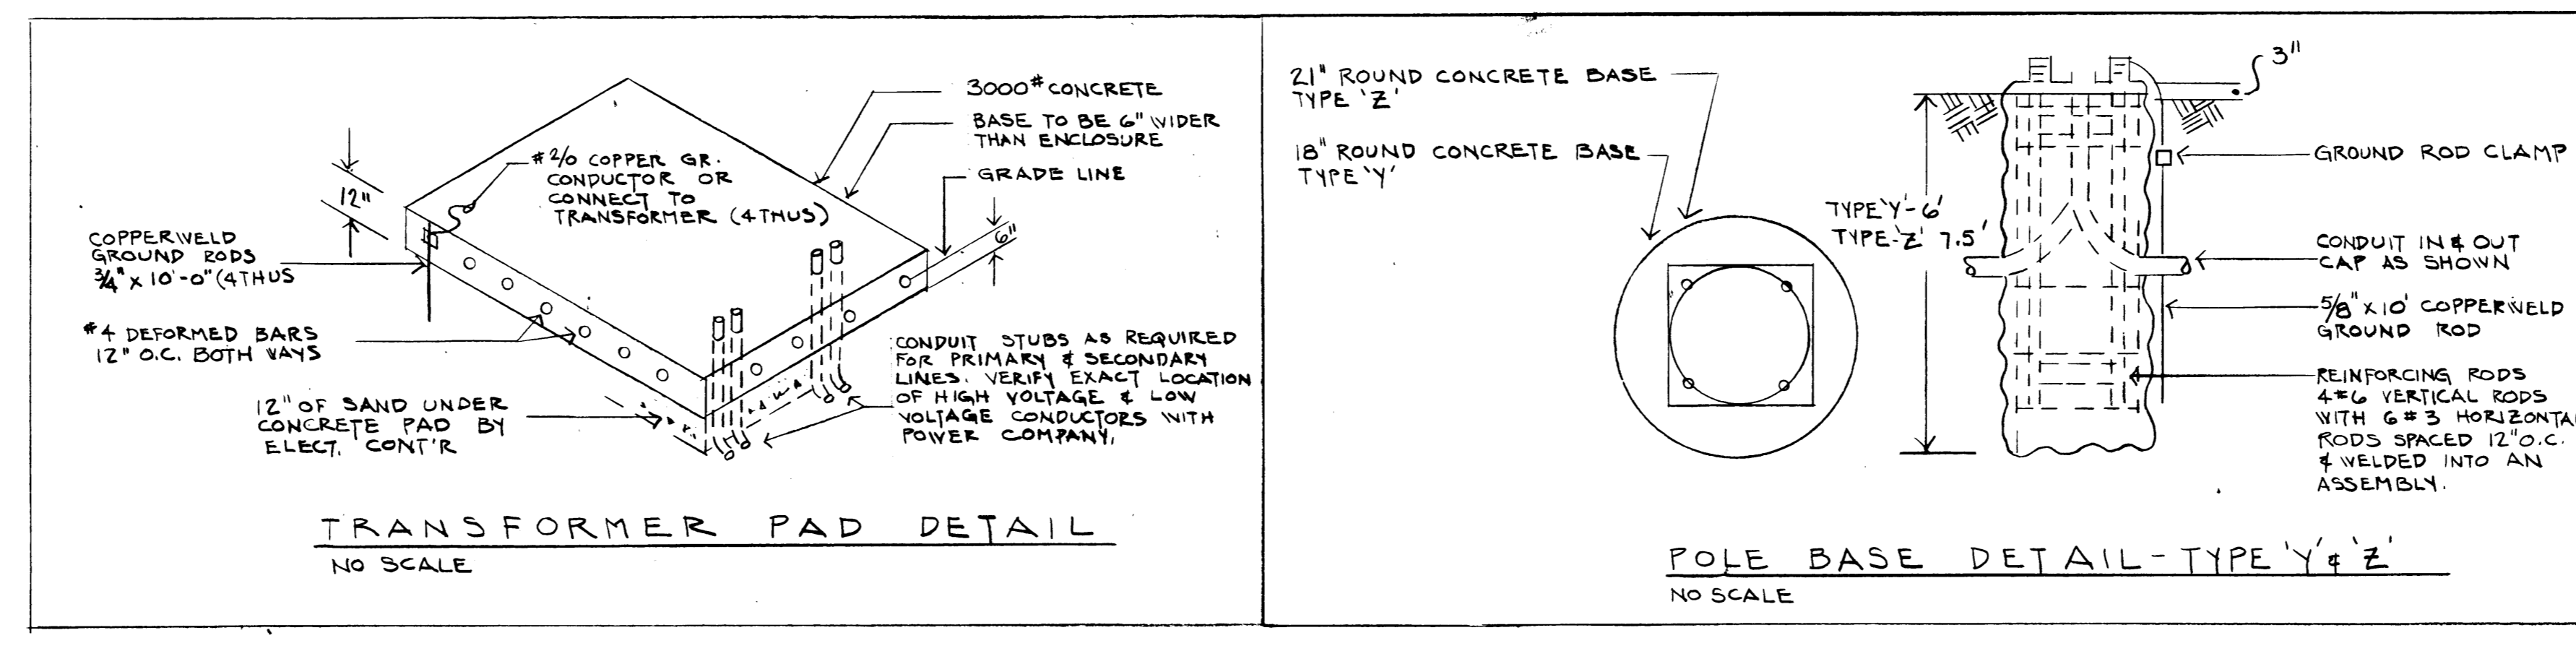 3000# CONCRETE
BASE TO BE 6" WIDER
THAN ENCLOSURE
GRADE LINE
#2/0 COPPER GR.
CONDUCTOR OR
CONNECT TO
TRANSFORMER (4 THUS)
12"
6"
COPPERWELD
GROUND RODS
3/4" X 10'-0" (4 THUS
#4 DEFORMED BARS
12" O.C. BOTH WAYS
12" OF SAND UNDER
CONCRETE PAD BY
ELECT. CONT'R
CONDUIT STUBS AS REQUIRED
FOR PRIMARY & SECONDARY
LINES. VERIFY EXACT LOCATION
OF HIGH VOLTAGE & LOW
VOLTAGE CONDUCTORS WITH
POWER COMPANY.
TRANSFORMER PAD DETAIL
NO SCALE
21" ROUND CONCRETE BASE
TYPE 'Z'
18" ROUND CONCRETE BASE
TYPE 'Y'
TYPE 'Y'-6'
TYPE-'Z' 7.5'
3"
GROUND ROD CLAMP
CONDUIT IN & OUT
CAP AS SHOWN
5/8" X 10' COPPERWELD
GROUND ROD
REINFORCING RODS
4 #6 VERTICAL RODS
WITH 6 #3 HORIZONTA
RODS SPACED 12" O.C.
& WELDED INTO AN
ASSEMBLY.
POLE BASE DETAIL - TYPE 'Y' & 'Z'
NO SCALE